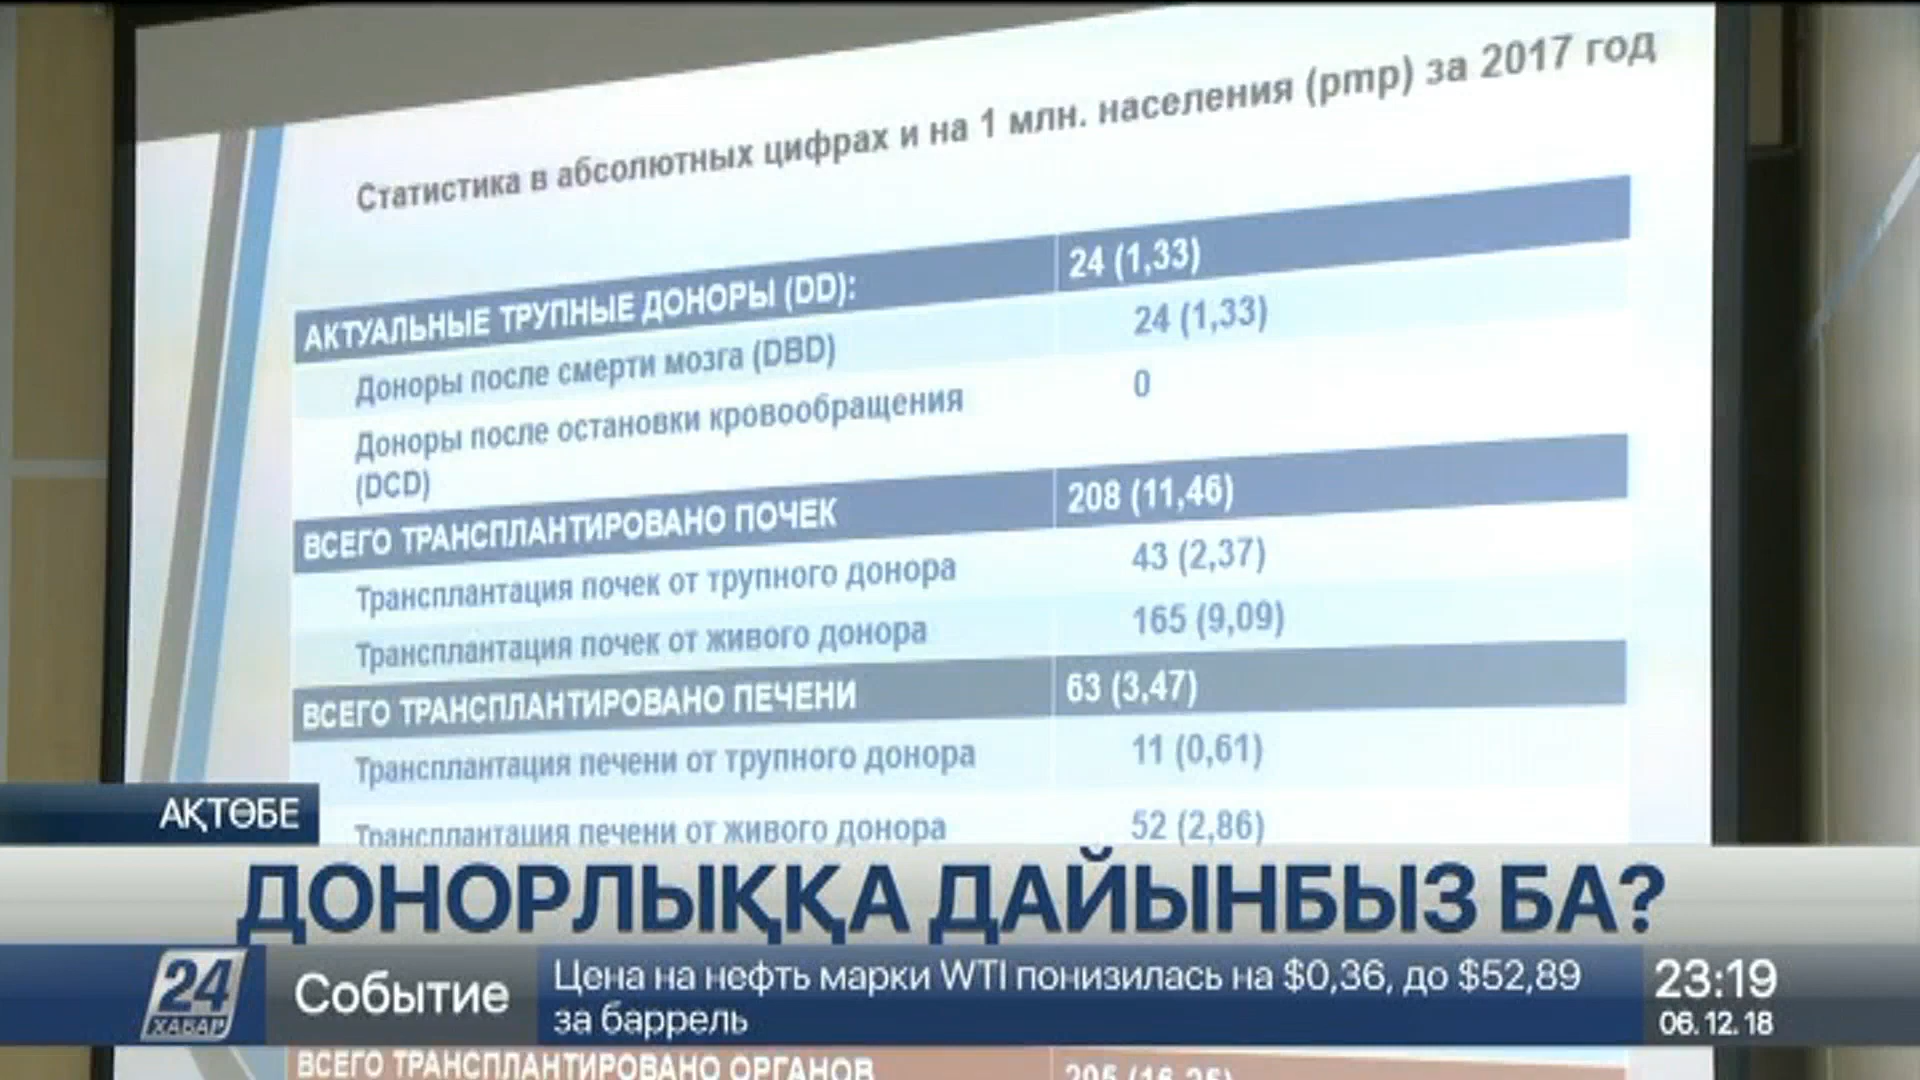 Статистика в абсолютных цифрах и на 1 млн. населения (pmp) за 2017 год
АКТУАЛЬНЫЕ ТРУПНЫЕ ДОНОРЫ (DD): 24 (1,33)
Доноры после смерти мозга (DBD) 24 (1,33)
Доноры после остановки кровообращения 0
(DCD)
ВСЕГО ТРАНСПЛАНТИРОВАНО ПОЧЕК 208 (11,46)
Трансплантация почек от трупного донора 43 (2,37)
Трансплантация почек от живого донора 165 (9,09)
ВСЕГО ТРАНСПЛАНТИРОВАНО ПЕЧЕНИ 63 (3,47)
Трансплантация печени от трупного донора 11 (0,61)
Трансплантация печени от живого донора 52 (2,86)
АҚТӨБЕ
ДОНОРЛЫҚҚА ДАЙЫНБЫЗ БА?
24
ХАБАР
Событие
Цена на нефть марки WTI понизилась на $0,36, до $52,89
за баррель
23:19
06.12.18
ВСЕГО ТРАНСПЛАНТИРОВАНО ОРГАНОВ 295 (16,25)